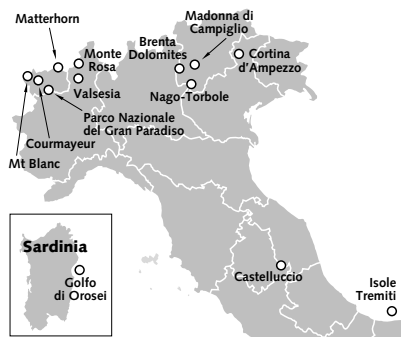 Matterhorn
Monte
Rosa
Valsesia
Parco Nazionale
del Gran Paradiso
Courmayeur
Mt Blanc
Brenta
Dolomites
Madonna di
Campiglio
Nago-Torbole
Cortina
d'Ampezzo
Sardinia
Golfo
di Orosei
Castelluccio
Isole
Tremiti